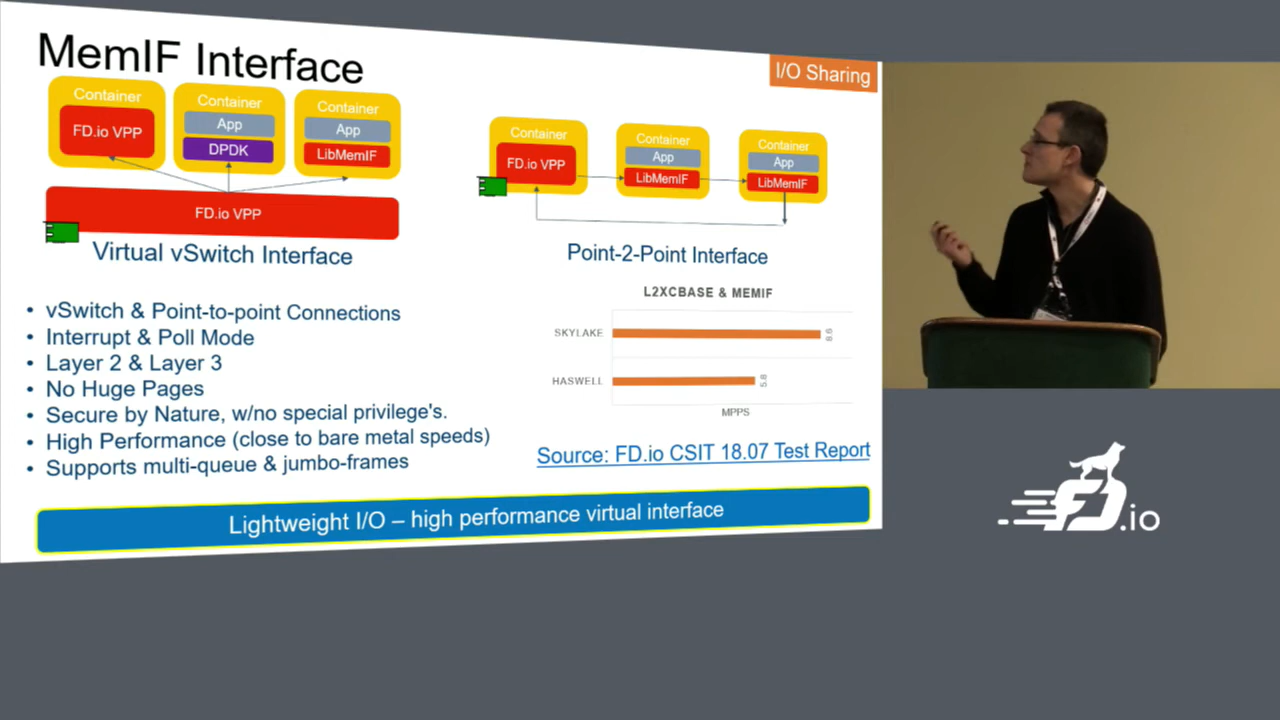 MemIF Interface
I/O Sharing
Container
FD.io VPP
Container
App
DPDK
Container
App
LibMemIF
FD.io VPP
Virtual vSwitch Interface
Container
FD.io VPP
Container
App
LibMemIF
Container
App
LibMemIF
Point-2-Point Interface
• vSwitch & Point-to-point Connections
• Interrupt & Poll Mode
• Layer 2 & Layer 3
• No Huge Pages
• Secure by Nature, w/no special privilege's.
• High Performance (close to bare metal speeds)
• Supports multi-queue & jumbo-frames
L2XCBASE & MEMIF
SKYLAKE
8.6
HASWELL
5.8
MPPS
Source: FD.io CSIT 18.07 Test Report
Lightweight I/O – high performance virtual interface
FD.io